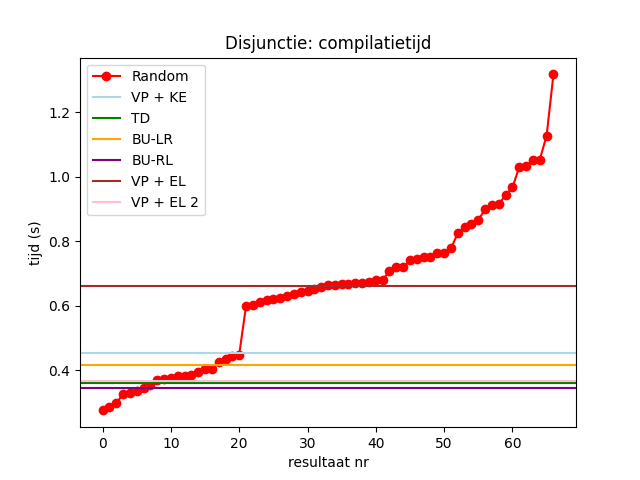 Disjunctie: compilatietijd
Random
VP + KE
TD
BU-LR
BU-RL
VP + EL
VP + EL 2
tijd (s)
1.2
1.0
0.8
0.6
0.4
0 10 20 30 40 50 60
resultaat nr